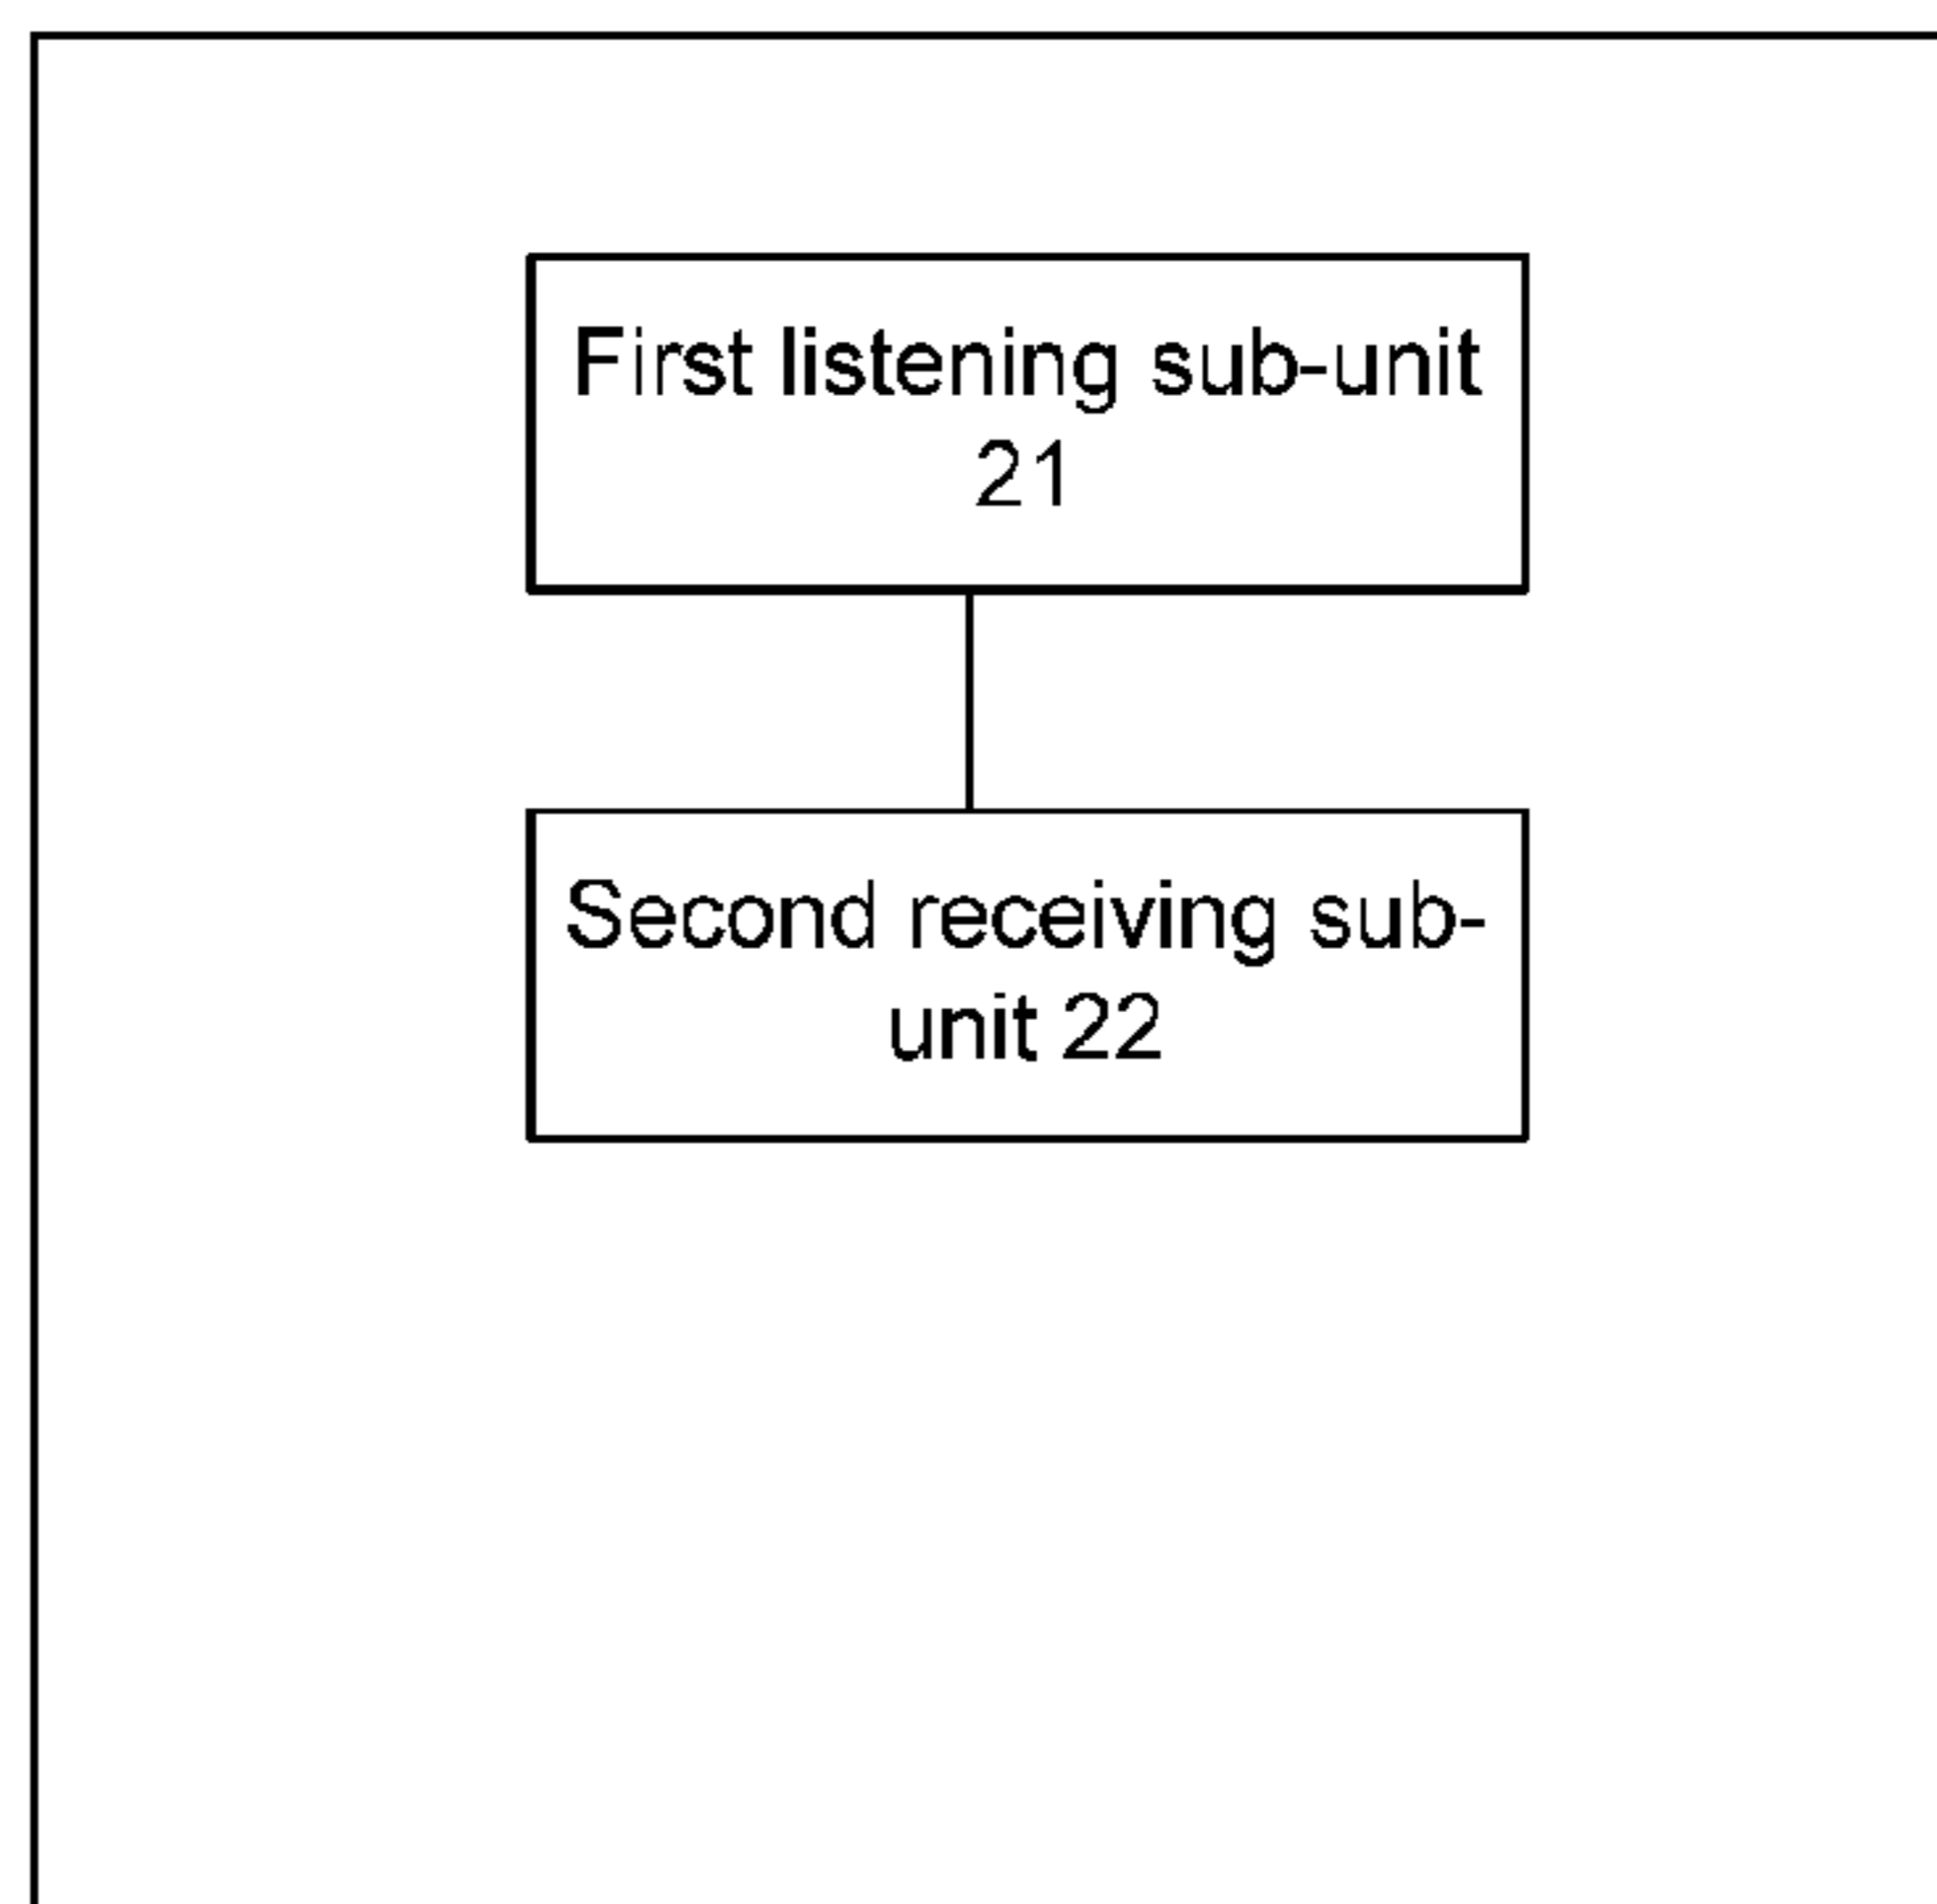 First listening sub-unit
21
Second receiving sub-
unit 22